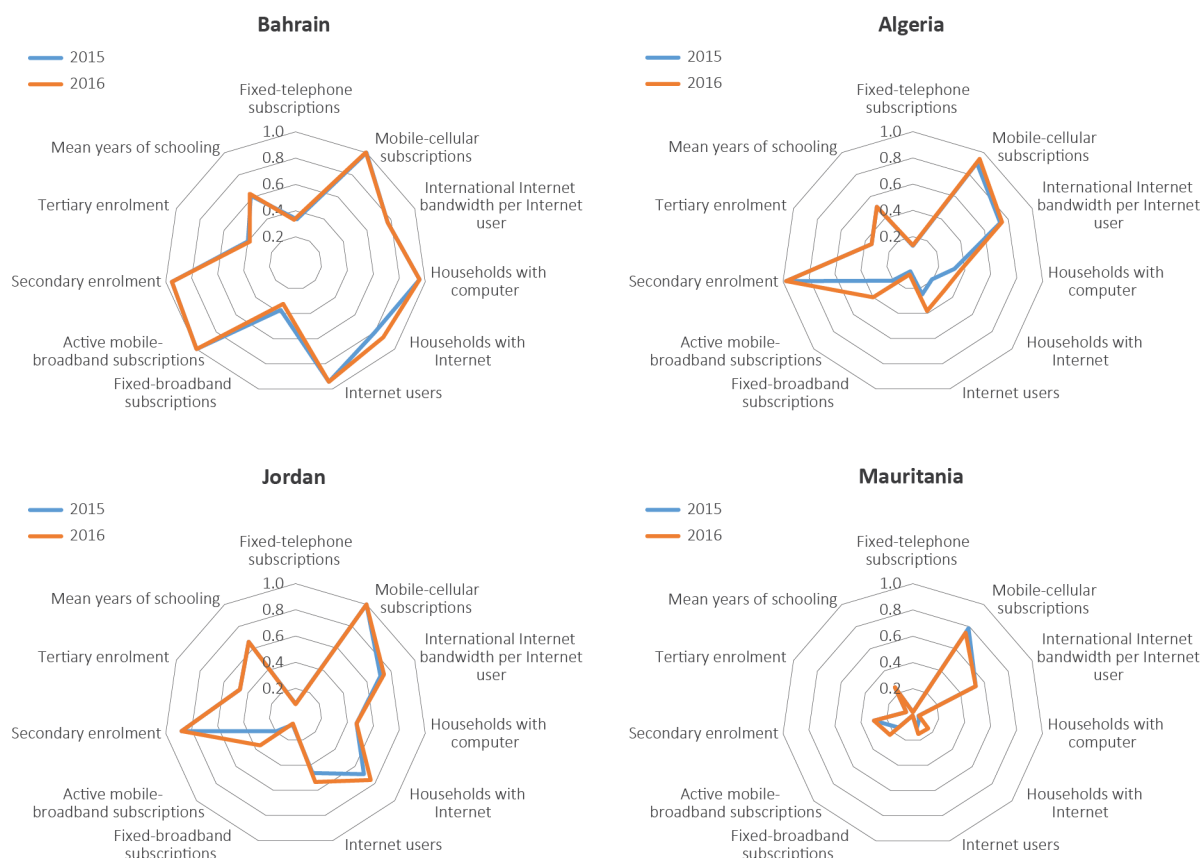 Bahrain
2015
2016
Fixed-telephone
subscriptions
Mobile-cellular
subscriptions
International Internet
bandwidth per Internet
user
Households with
computer
Households with
Internet
Internet users
Fixed-broadband
subscriptions
Active mobile-
broadband subscriptions
Secondary enrolment
Tertiary enrolment
Mean years of schooling
1.0
0.8
0.6
0.4
0.2
Algeria
2015
2016
Fixed-telephone
subscriptions
Mobile-cellular
subscriptions
International Internet
bandwidth per Internet
user
Households with
computer
Households with
Internet
Internet users
Fixed-broadband
subscriptions
Active mobile-
broadband subscriptions
Secondary enrolment
Tertiary enrolment
Mean years of schooling
1.0
0.8
0.6
0.4
0.2
Jordan
2015
2016
Fixed-telephone
subscriptions
Mobile-cellular
subscriptions
International Internet
bandwidth per Internet
user
Households with
computer
Households with
Internet
Internet users
Fixed-broadband
subscriptions
Active mobile-
broadband subscriptions
Secondary enrolment
Tertiary enrolment
Mean years of schooling
1.0
0.8
0.6
0.4
0.2
Mauritania
2015
2016
Fixed-telephone
subscriptions
Mobile-cellular
subscriptions
International Internet
bandwidth per Internet
user
Households with
computer
Households with
Internet
Internet users
Fixed-broadband
subscriptions
Active mobile-
broadband subscriptions
Secondary enrolment
Tertiary enrolment
Mean years of schooling
1.0
0.8
0.6
0.4
0.2